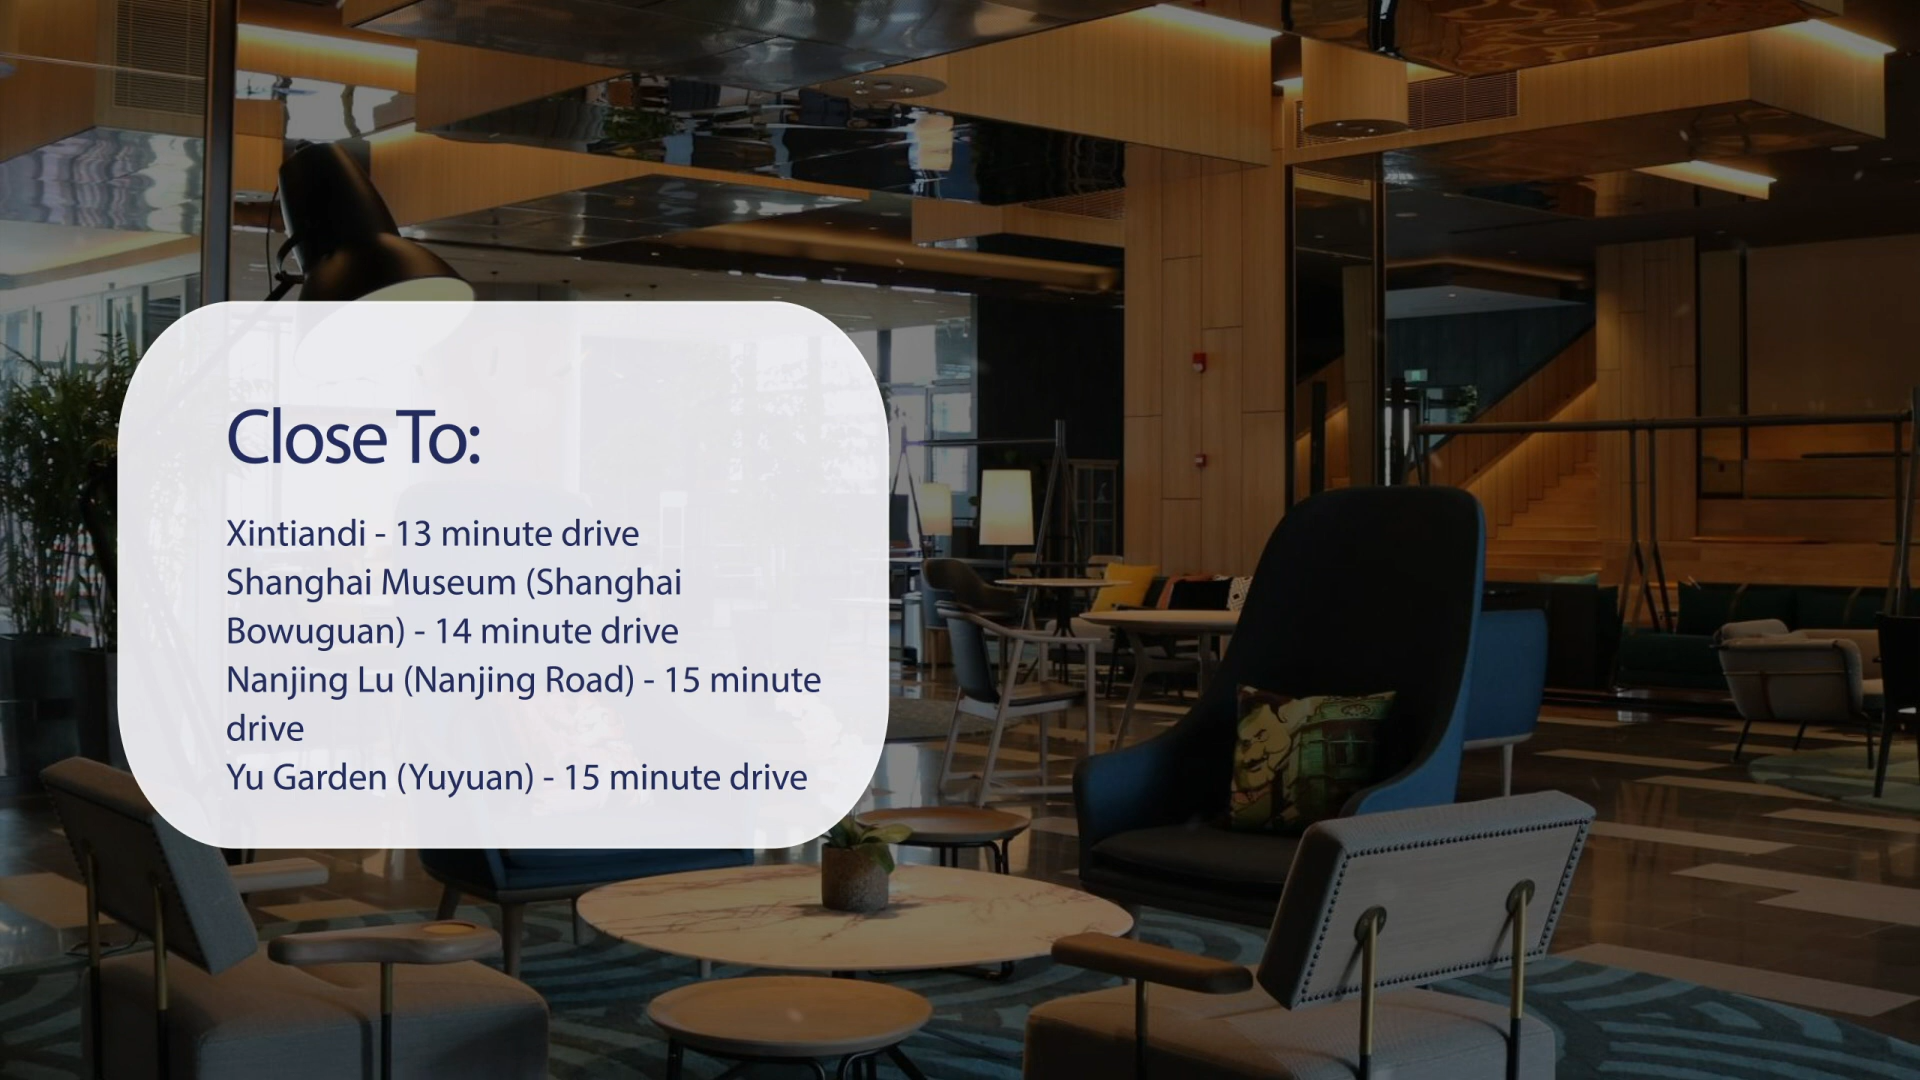 Close To:
Xintiandi - 13 minute drive
Shanghai Museum (Shanghai
Bowuguan) - 14 minute drive
Nanjing Lu (Nanjing Road) - 15 minute
drive
Yu Garden (Yuyuan) - 15 minute drive